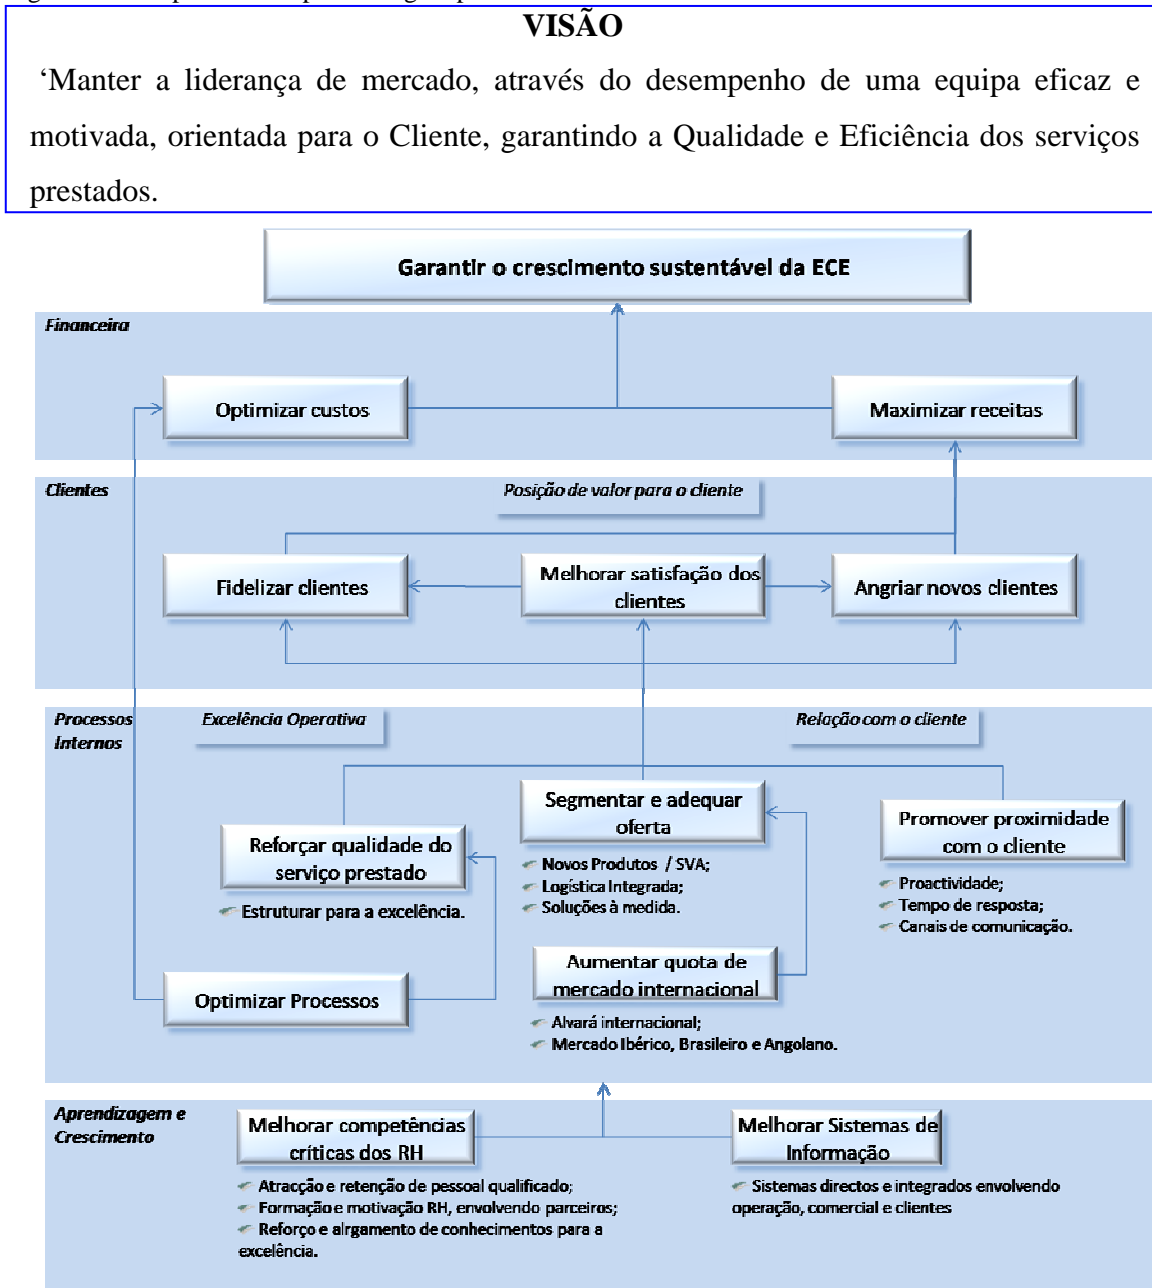 VISÃO
‘Manter a liderança de mercado, através do desempenho de uma equipa eficaz e
motivada, orientada para o Cliente, garantindo a Qualidade e Eficiência dos serviços
prestados.
Garantir o crescimento sustentável da ECE
Financeira
Optimizar custos
Maximizar receitas
Clientes
Posição de valor para o cliente
Fidelizar clientes
Melhorar satisfação dos
clientes
Angriar novos clientes
Processos
Internos
Excelência Operativa
Relação com o cliente
Segmentar e adequar
oferta
Promover proximidade
com o cliente
Reforçar qualidade do
serviço prestado
Novos Produtos / SVA;
Logística Integrada;
Soluções à medida.
Proactividade;
Tempo de resposta;
Canais de comunicação.
Estruturar para a excelência.
Aumentar quota de
mercado internacional
Optimizar Processos
Alvará internacional;
Mercado Ibérico, Brasileiro e Angolano.
Aprendizagem e
Crescimento
Melhorar competências
críticas dos RH
Melhorar Sistemas de
Informação
Atracção e retenção de pessoal qualificado;
Formação e motivação RH, envolvendo parceiros;
Reforço e alrgamento de conhecimentos para a
excelência.
Sistemas directos e integrados envolvendo
operação, comercial e clientes